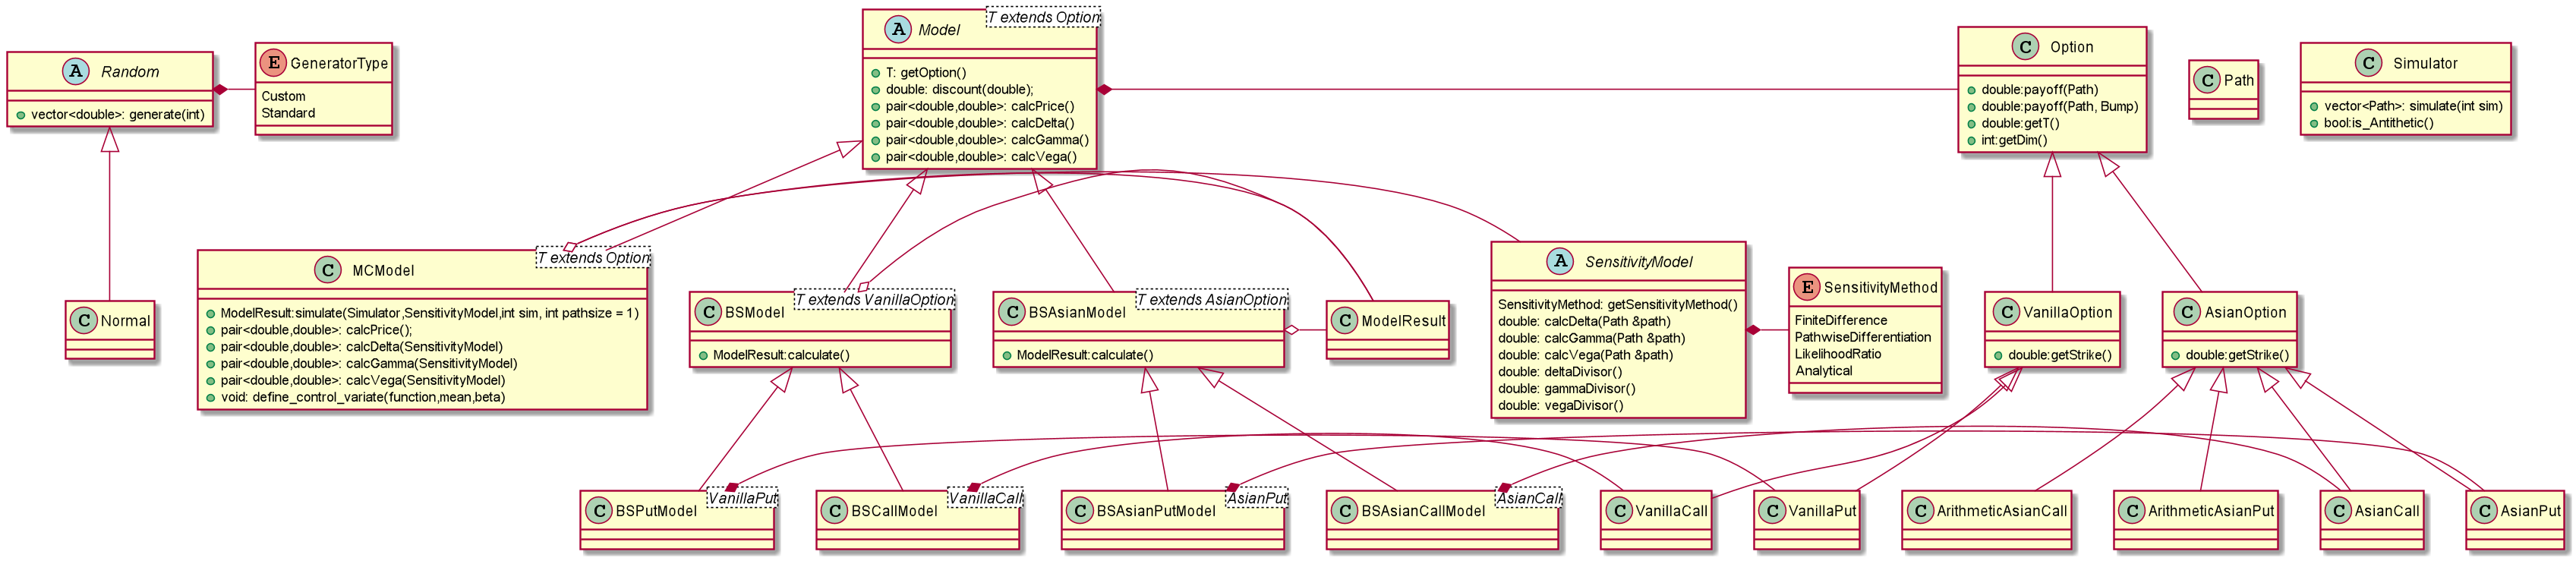 A Random
vector<double>: generate(int)
E GeneratorType
Custom
Standard
A Model
T extends Option
T: getOption()
double: discount(double);
pair<double,double>: calcPrice()
pair<double,double>: calcDelta()
pair<double,double>: calcGamma()
pair<double,double>: calcVega()
C Option
double:payoff(Path)
double:payoff(Path, Bump)
double:getT()
int:getDim()
C Path
C Simulator
vector<Path>: simulate(int sim)
bool:is_Antithetic()
C Normal
C MCModel
T extends Option
ModelResult:simulate(Simulator,SensitivityModel,int sim, int pathsize = 1)
pair<double,double>: calcPrice();
pair<double,double>: calcDelta(SensitivityModel)
pair<double,double>: calcGamma(SensitivityModel)
pair<double,double>: calcVega(SensitivityModel)
void: define_control_variate(function,mean,beta)
C BSModel
T extends VanillaOption
ModelResult:calculate()
C BSAsianModel
T extends AsianOption
ModelResult:calculate()
C ModelResult
A SensitivityModel
SensitivityMethod: getSensitivityMethod()
double: calcDelta(Path &path)
double: calcGamma(Path &path)
double: calcVega(Path &path)
double: deltaDivisor()
double: gammaDivisor()
double: vegaDivisor()
E SensitivityMethod
FiniteDifference
PathwiseDifferentiation
LikelihoodRatio
Analytical
C VanillaOption
double:getStrike()
C AsianOption
double:getStrike()
C BSPutModel
VanillaPut
C BSCallModel
VanillaCall
C BSAsianPutModel
AsianPut
C BSAsianCallModel
AsianCall
C VanillaCall
C VanillaPut
C ArithmeticAsianCall
C ArithmeticAsianPut
C AsianCall
C AsianPut